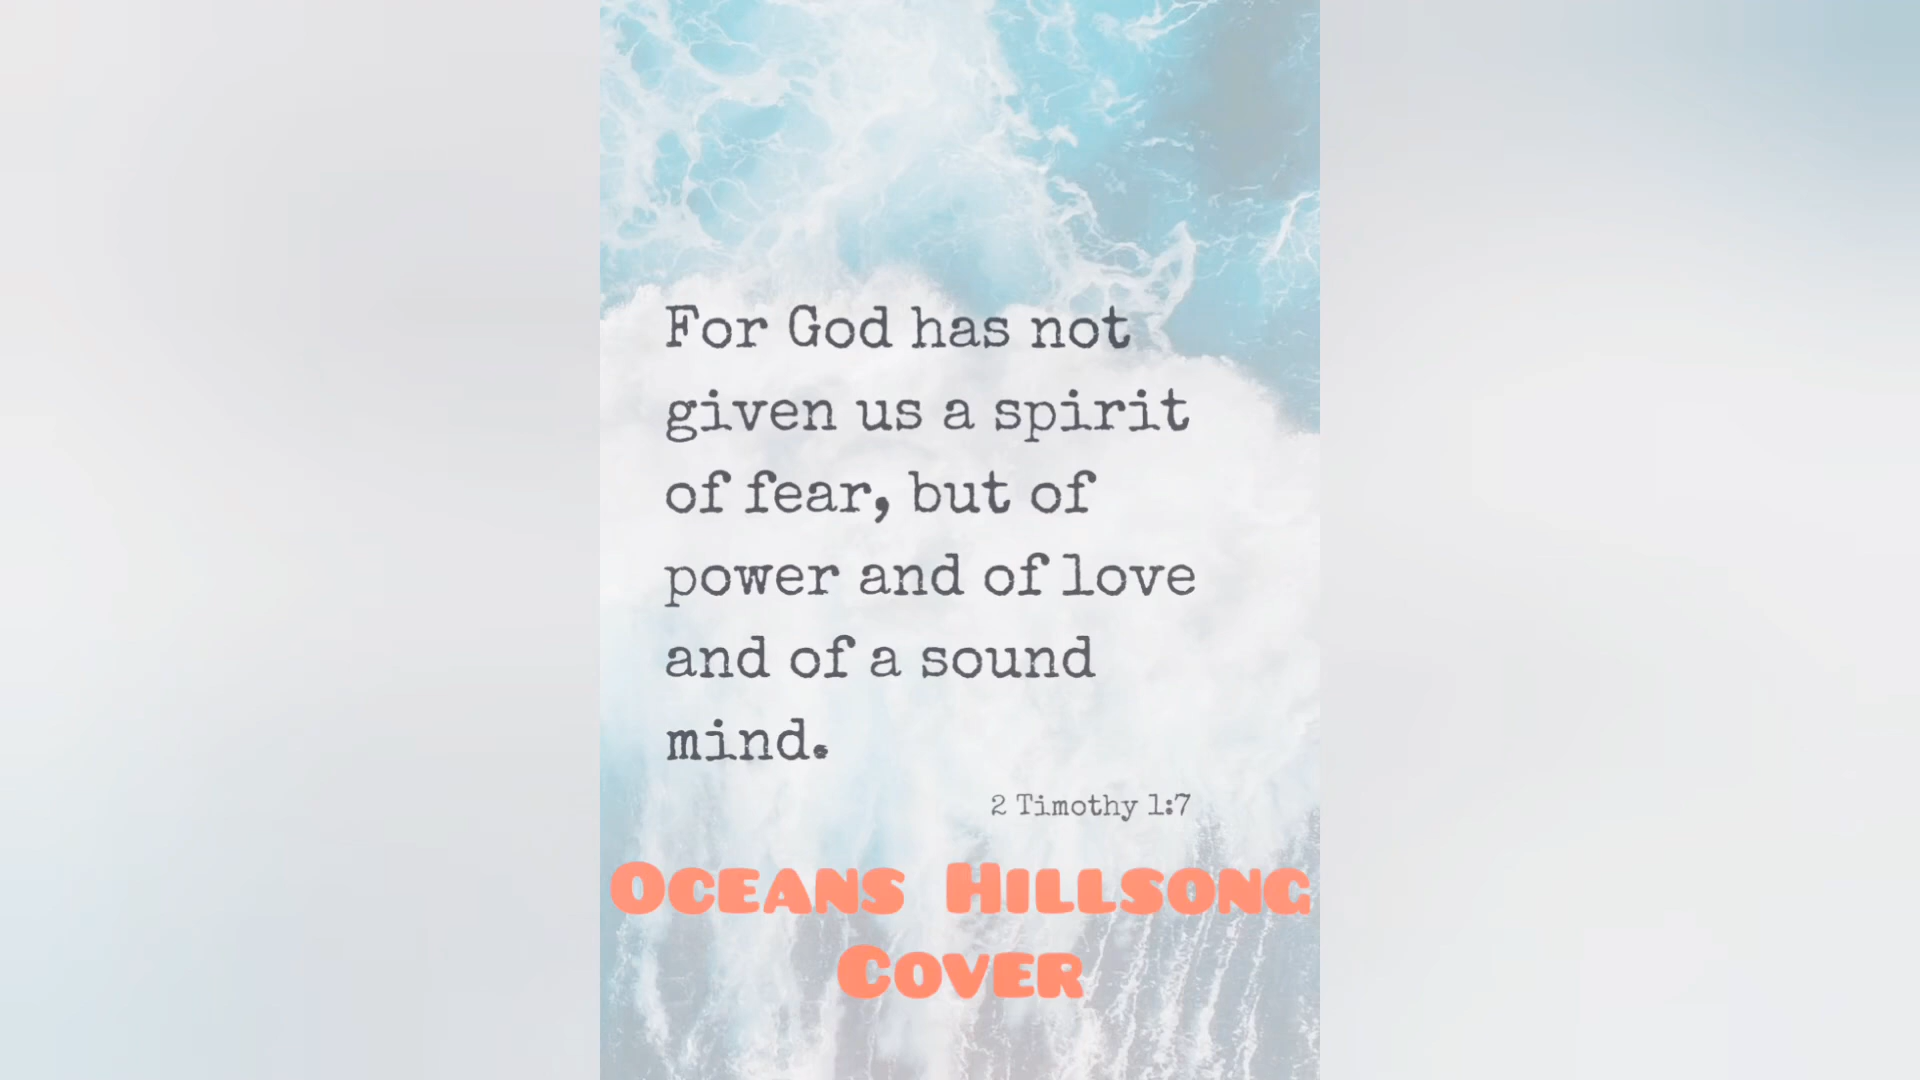 For God has not
given us a spirit
of fear, but of
power and of love
and of a sound
mind.
2 Timothy 1:7
OCEANS HILLSONG
COVER